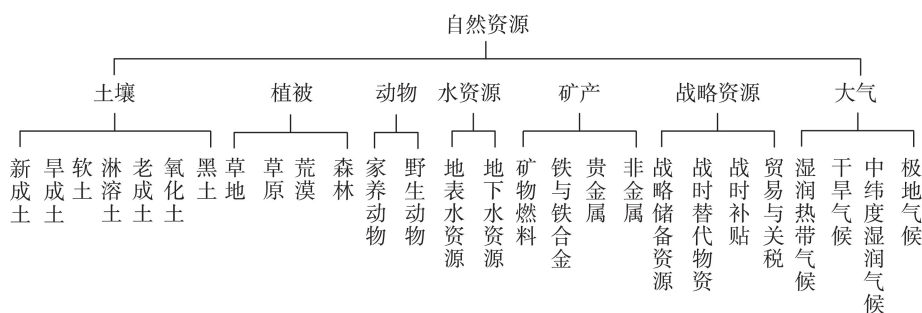 自然资源
土壤
植被
动物
水资源
矿产
战略资源
大气
新成土
旱成土
软土
淋溶土
老成土
氧化土
黑土
草地
草原
荒漠
森林
家养动物
野生动物
地表水资源
地下水资源
矿物燃料
铁与铁合金
贵金属
非金属
战略储备资源
战时替代物资
战时补贴
贸易与关税
湿润热带气候
干旱气候
中纬度湿润气候
极地气候